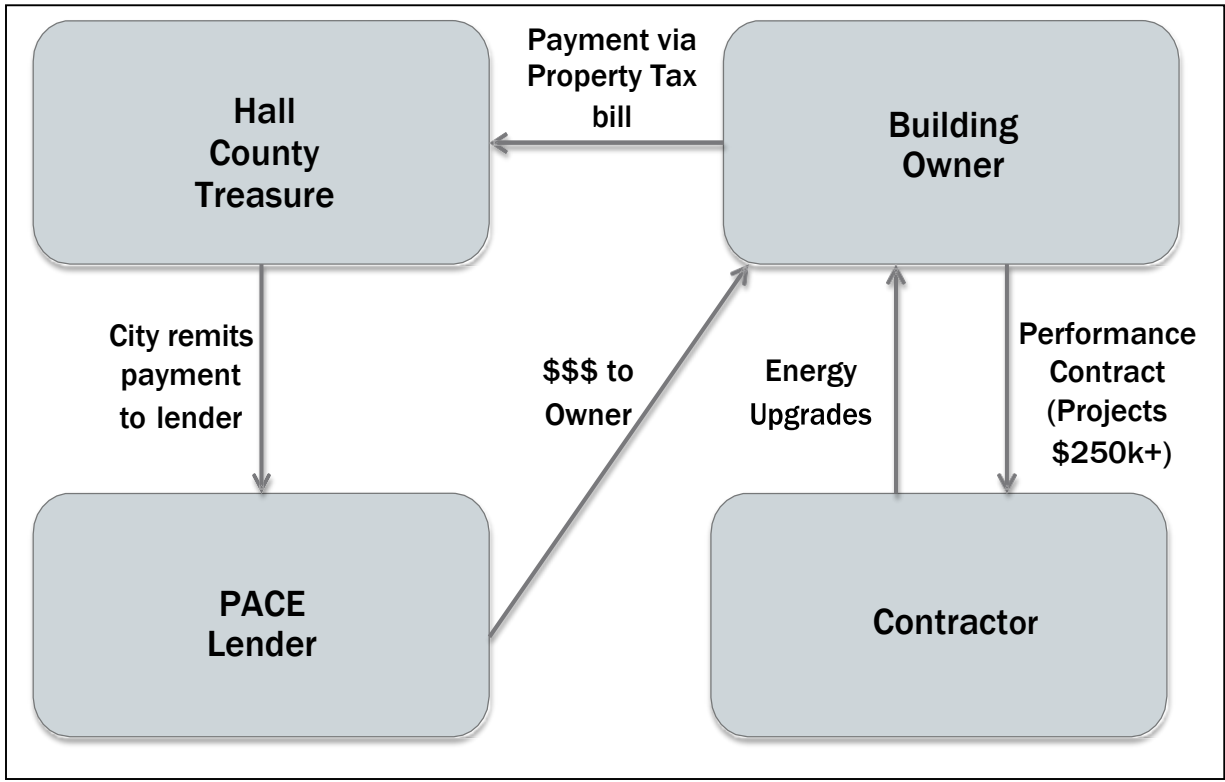 Hall
County
Treasure
Payment via
Property Tax
bill
Building
Owner
City remits
payment
to lender
$$$ to
Owner
Energy
Upgrades
Performance
Contract
(Projects
$250k+)
PACE
Lender
Contractor